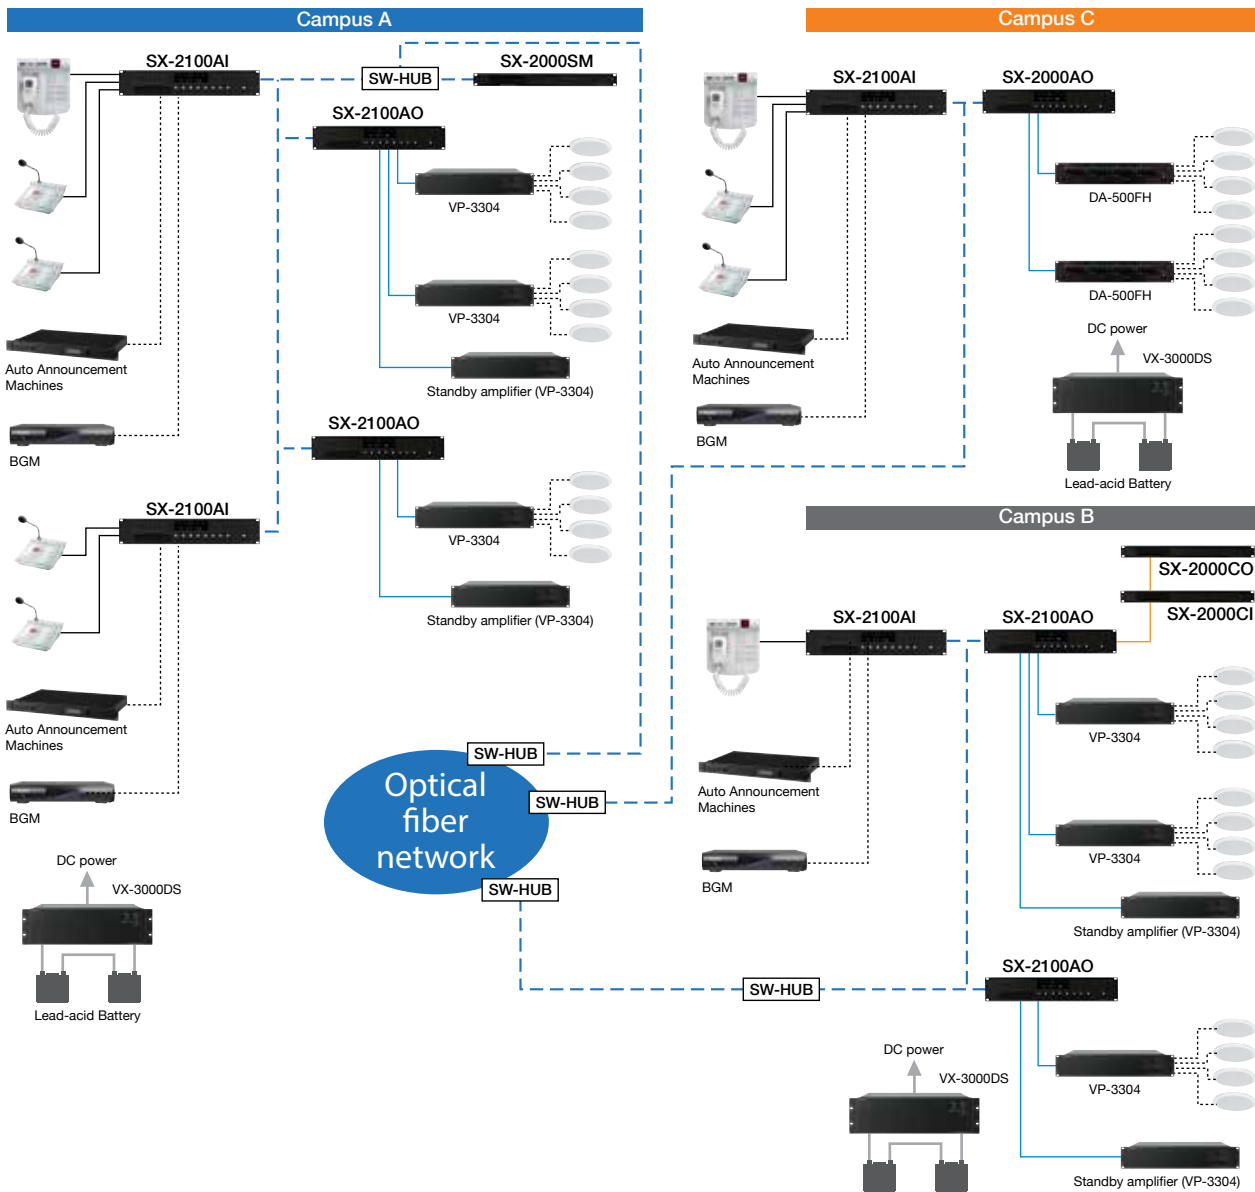 Campus A
SX-2100AI
SW-HUB
SX-2000SM
SX-2100AO
VP-3304
VP-3304
Auto Announcement
Machines
Standby amplifier (VP-3304)
BGM
SX-2100AO
SX-2100AI
VP-3304
Standby amplifier (VP-3304)
Auto Announcement
Machines
BGM
DC power
VX-3000DS
Lead-acid Battery
SW-HUB
SW-HUB
Optical
fiber
network
SW-HUB
SW-HUB
Campus C
SX-2100AI
SX-2000AO
DA-500FH
DA-500FH
Auto Announcement
Machines
BGM
DC power
VX-3000DS
Lead-acid Battery
Campus B
SX-2000CO
SX-2000CI
SX-2100AI
SX-2100AO
VP-3304
Auto Announcement
Machines
VP-3304
BGM
Standby amplifier (VP-3304)
SX-2100AO
DC power
VX-3000DS
VP-3304
Standby amplifier (VP-3304)